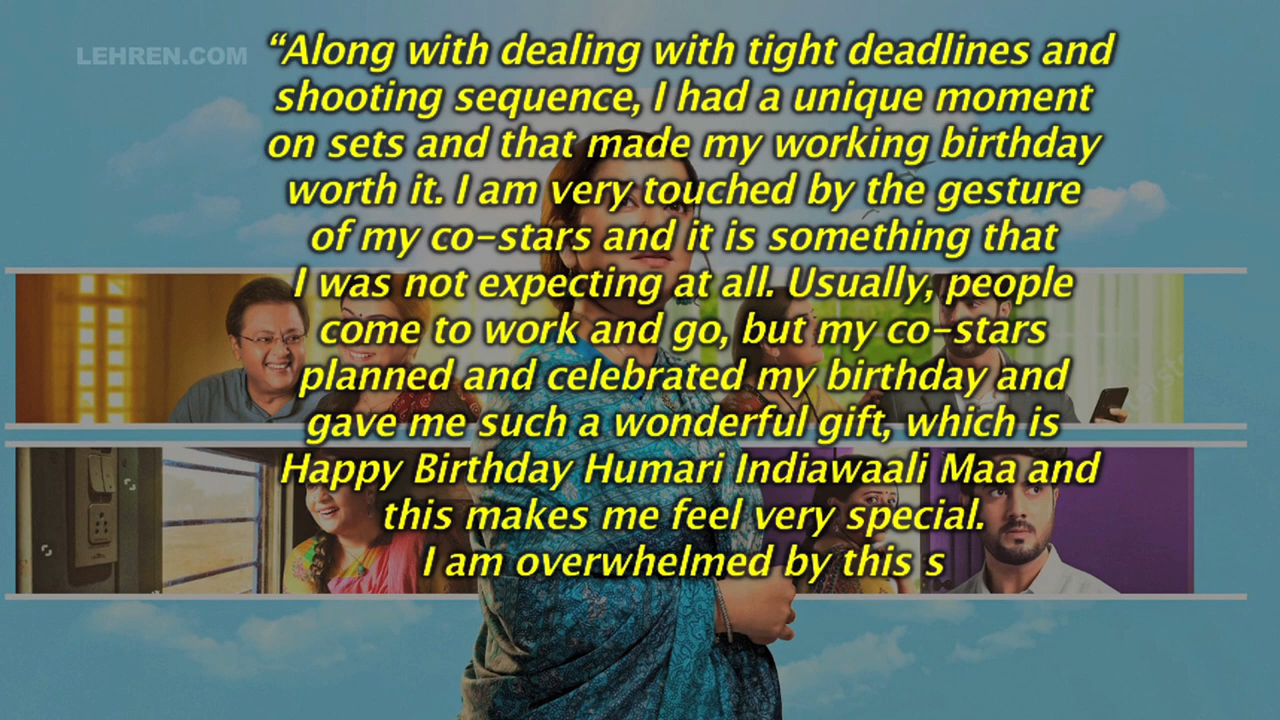 LEHREN.COM
“Along with dealing with tight deadlines and
shooting sequence, I had a unique moment
on sets and that made my working birthday
worth it. I am very touched by the gesture
of my co-stars and it is something that
I was not expecting at all. Usually, people
come to work and go, but my co-stars
planned and celebrated my birthday and
gave me such a wonderful gift, which is
Happy Birthday Humari Indiawaali Maa and
this makes me feel very special.
I am overwhelmed by this s